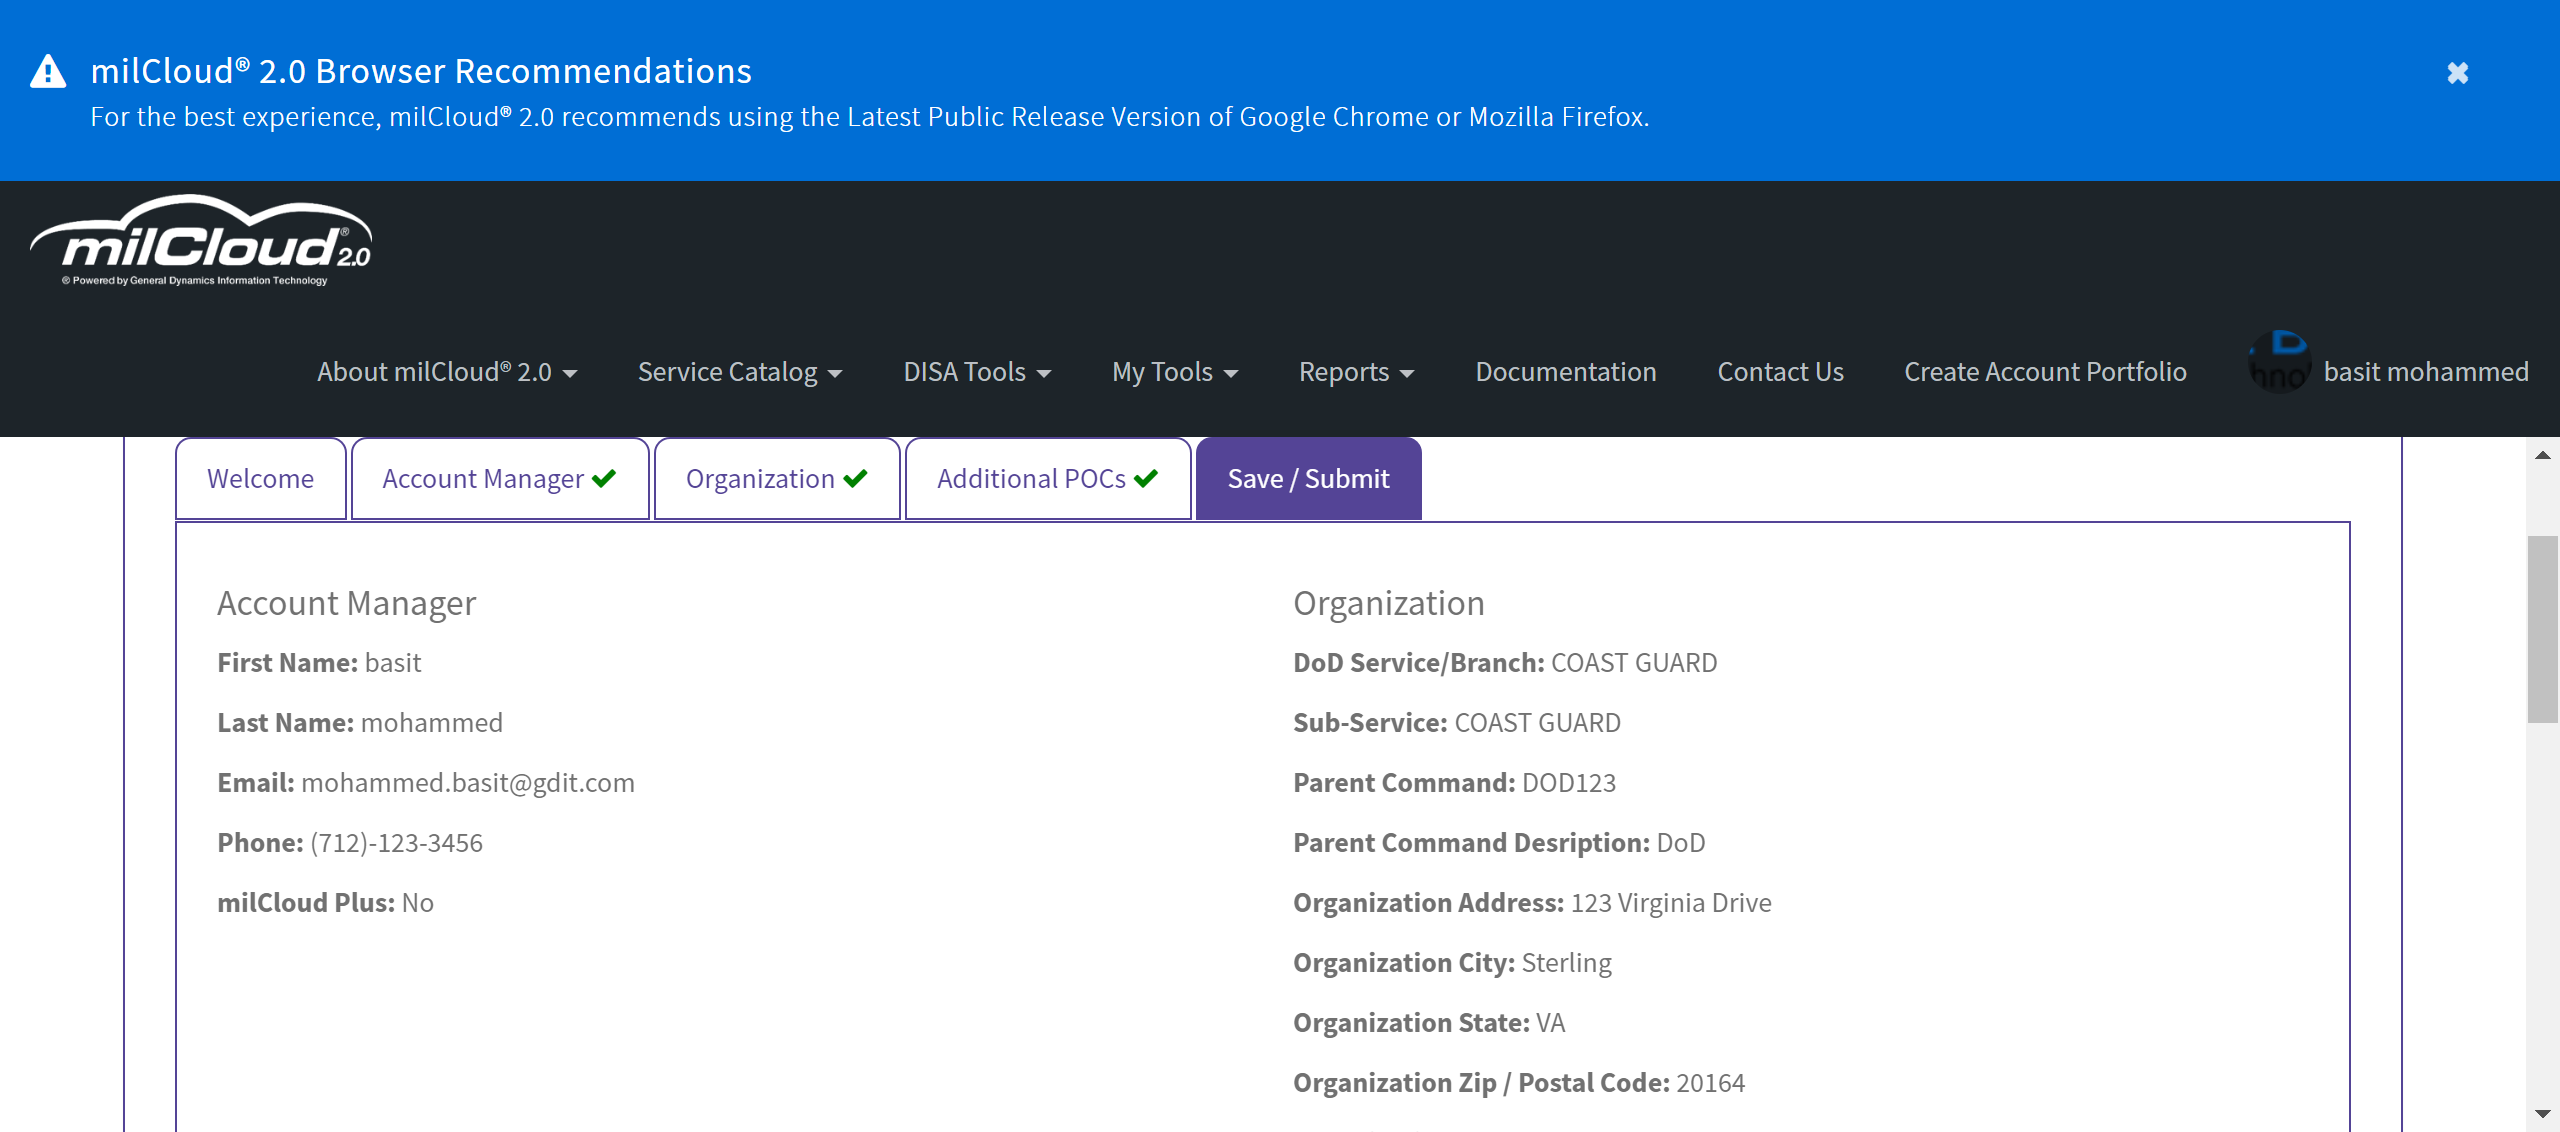 milCloud® 2.0 Browser Recommendations
For the best experience, milCloud® 2.0 recommends using the Latest Public Release Version of Google Chrome or Mozilla Firefox.
milCloud® 2.0
® Powered by General Dynamics Information Technology
About milCloud® 2.0 Service Catalog DISA Tools My Tools Reports Documentation Contact Us Create Account Portfolio basit mohammed
Welcome Account Manager Organization Additional POCs Save / Submit
Account Manager
First Name: basit
Last Name: mohammed
Email: mohammed.basit@gdit.com
Phone: (712)-123-3456
milCloud Plus: No
Organization
DoD Service/Branch: COAST GUARD
Sub-Service: COAST GUARD
Parent Command: DOD123
Parent Command Desription: DoD
Organization Address: 123 Virginia Drive
Organization City: Sterling
Organization State: VA
Organization Zip / Postal Code: 20164